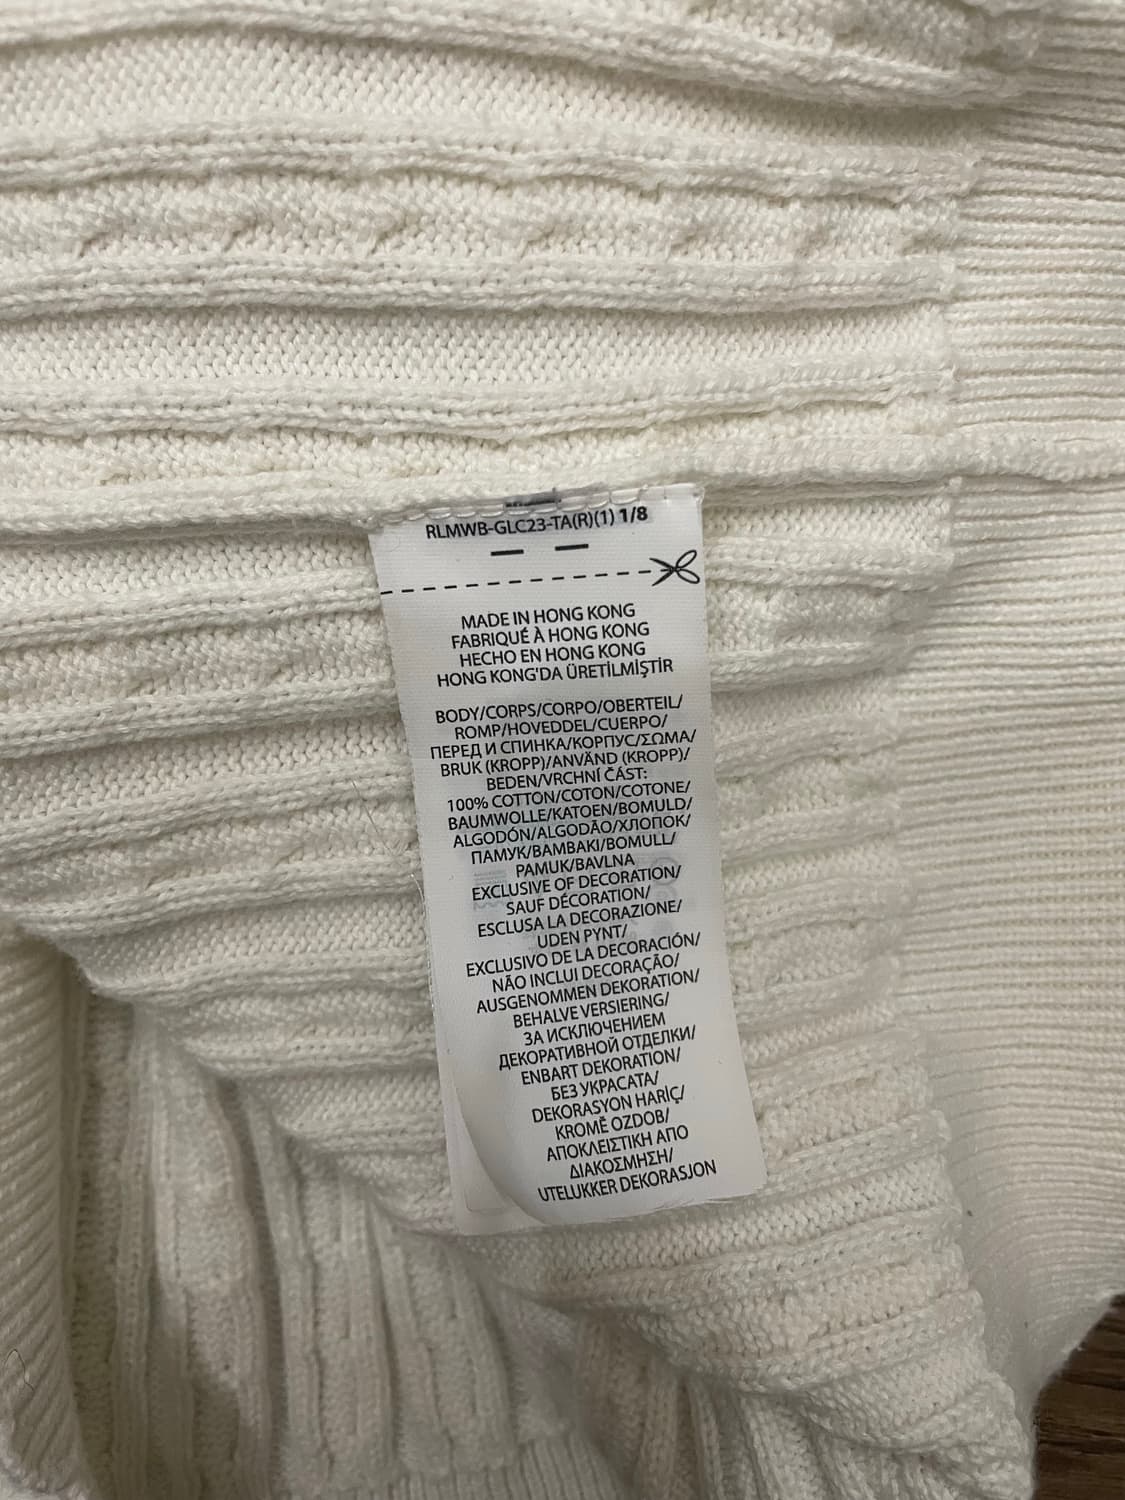 RLMWB-GLC23-TA(R)(1) 1/8
MADE IN HONG KONG
FABRIQUÉ À HONG KONG
HECHO EN HONG KONG
HONG KONG'DA ÜRETİLMİŞTİR
BODY/CORPS/CORPO/OBERTEIL/
ROMP/HOVEDDEL/CUERPO/
ПЕРЕД И СПИНКА/КОРПУС/ΣΩΜΑ/
BRUK (KROPP)/ANVÄND (KROPP)/
BEDEN/VRCHNÍ ČÁST:
100% COTTON/COTON/COTONE/
BAUMWOLLE/KATOEN/BOMULD/
ALGODÓN/ALGODÃO/ХЛОПОК/
ПАМУК/ΒΑΜΒΑΚΙ/BOMULL/
PAMUK/BAVLNA
EXCLUSIVE OF DECORATION/
SAUF DÉCORATION/
ESCLUSA LA DECORAZIONE/
UDEN PYNT/
EXCLUSIVO DE LA DECORACIÓN/
NÃO INCLUI DECORAÇÃO/
AUSGENOMMEN DEKORATION/
BEHALVE VERSIERING/
ЗА ИСКЛЮЧЕНИЕМ
ДЕКОРАТИВНОЙ ОТДЕЛКИ/
ENBART DEKORATION/
БЕЗ УКРАСАТА/
DEKORASYON HARİÇ/
KROMĚ OZDOB/
ΑΠΟΚΛΕΙΣΤΙΚΗ ΑΠΟ
ΔΙΑΚΟΣΜΗΣΗ/
UTELUKKER DEKORASJON